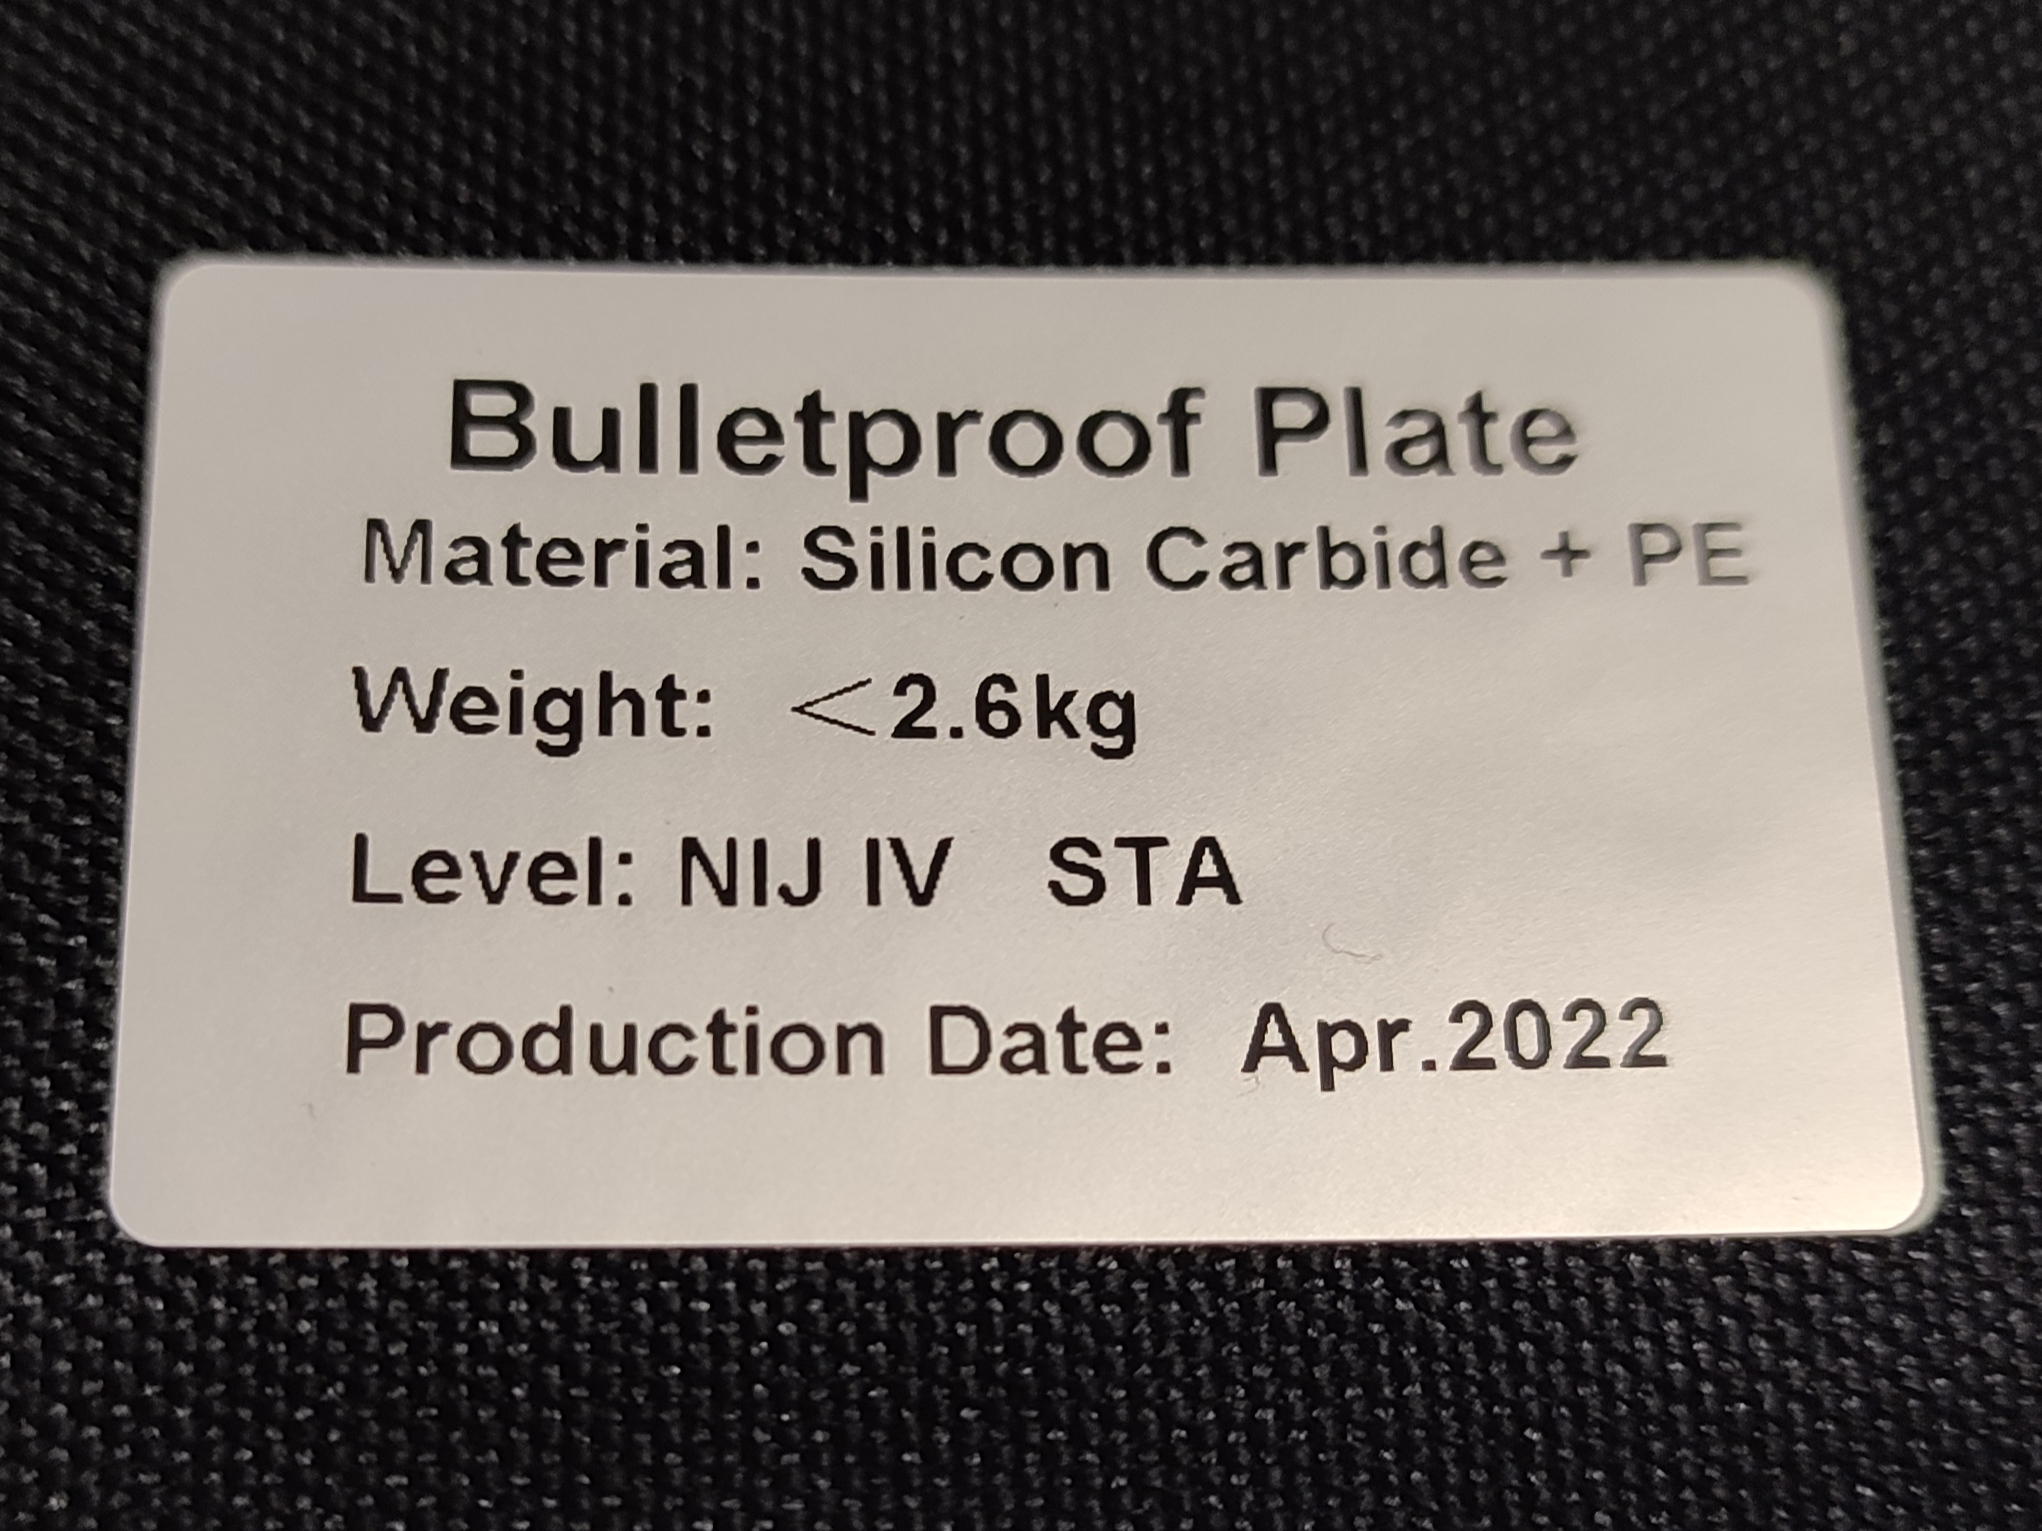 Bulletproof Plate
Material: Silicon Carbide + PE
Weight: <2.6kg
Level: NIJ IV STA
Production Date: Apr.2022